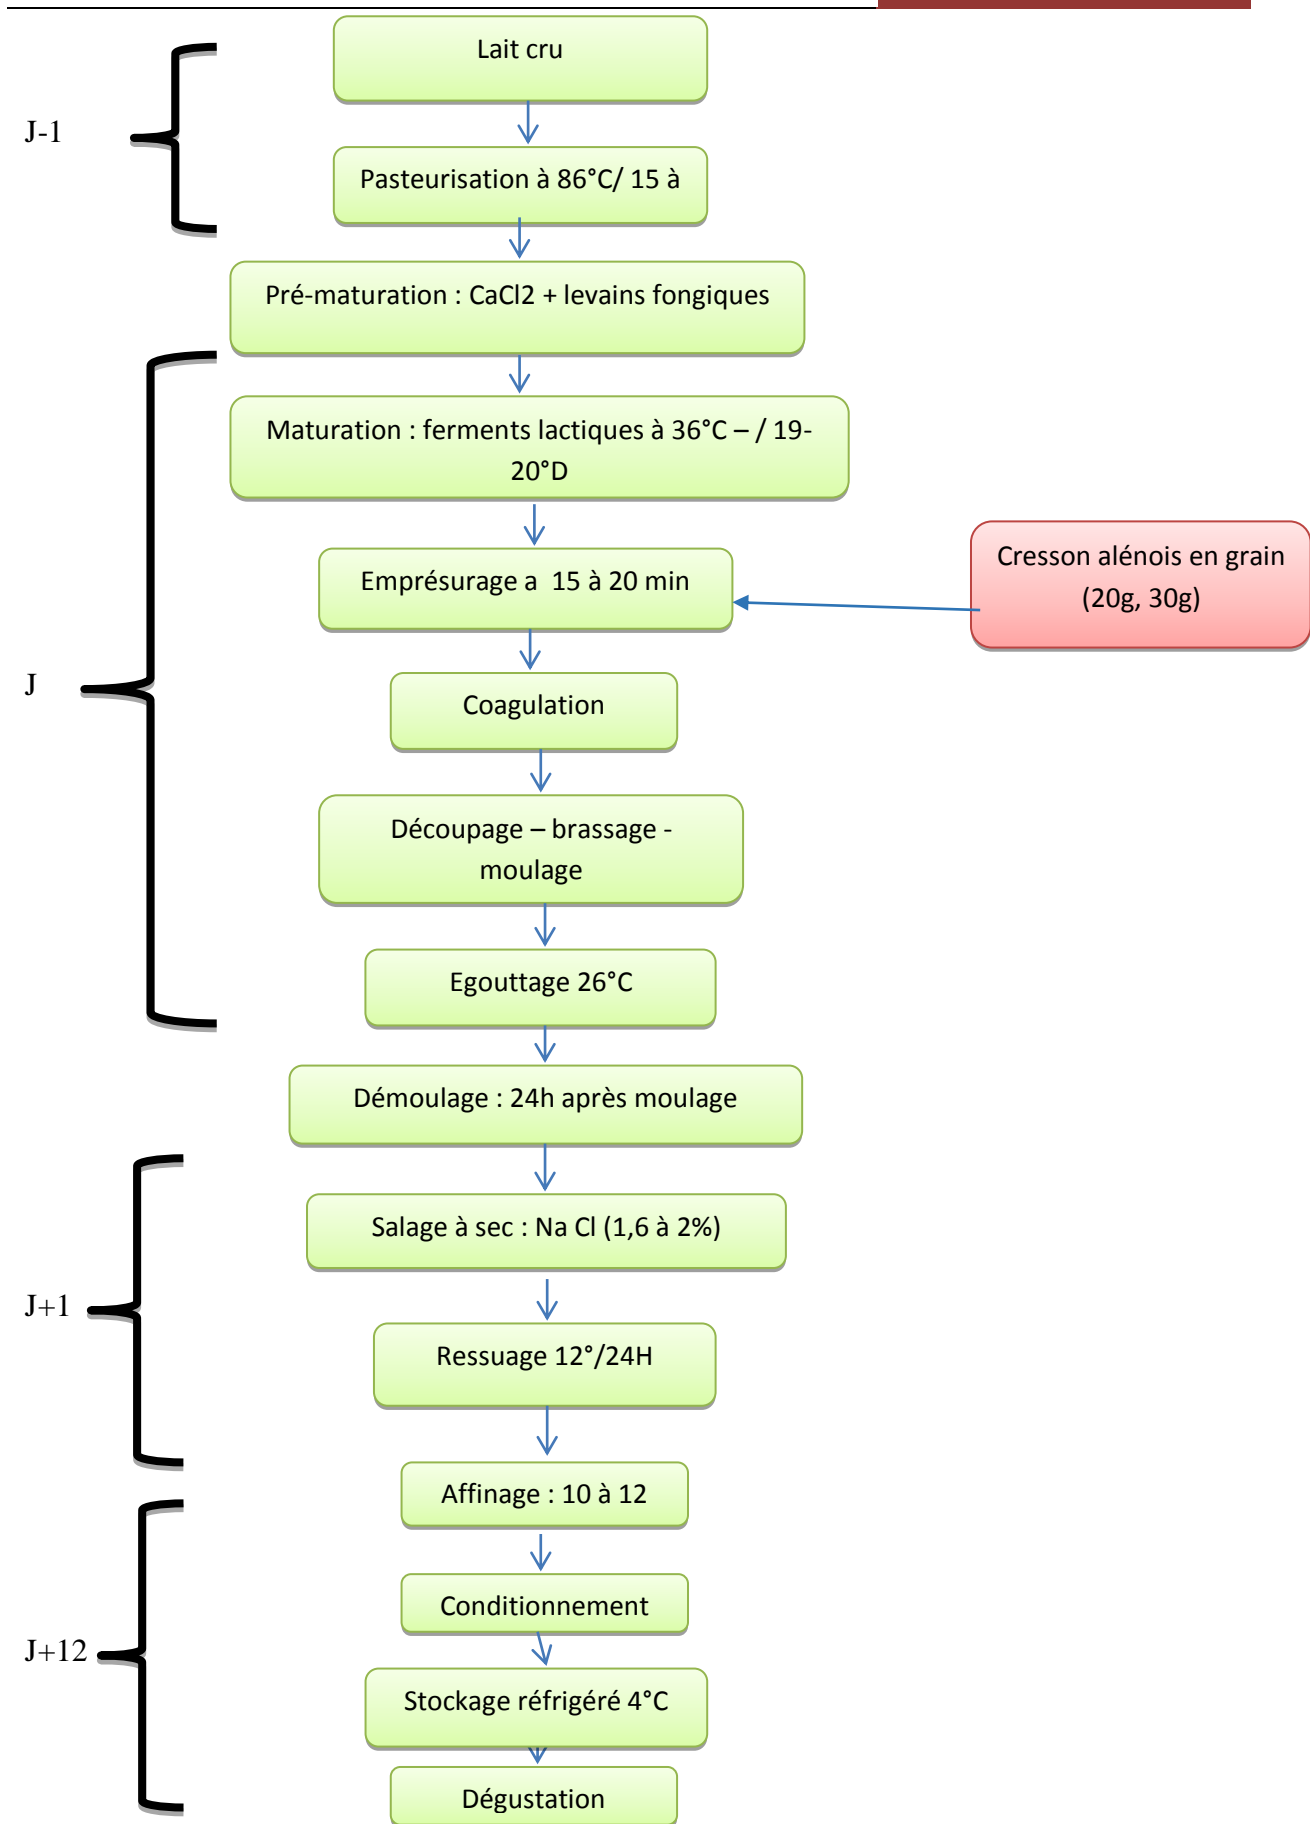 Lait cru
J-1
Pasteurisation à 86°C/ 15 à
Pré-maturation : CaCl2 + levains fongiques
Maturation : ferments lactiques à 36°C – / 19-
20°D
Emprésurage a  15 à 20 min
Cresson alénois en grain
(20g, 30g)
J
Coagulation
Découpage – brassage -
moulage
Egouttage 26°C
Démoulage : 24h après moulage
Salage à sec : Na Cl (1,6 à 2%)
J+1
Ressuage 12°/24H
Affinage : 10 à 12
Conditionnement
J+12
Stockage réfrigéré 4°C
Dégustation